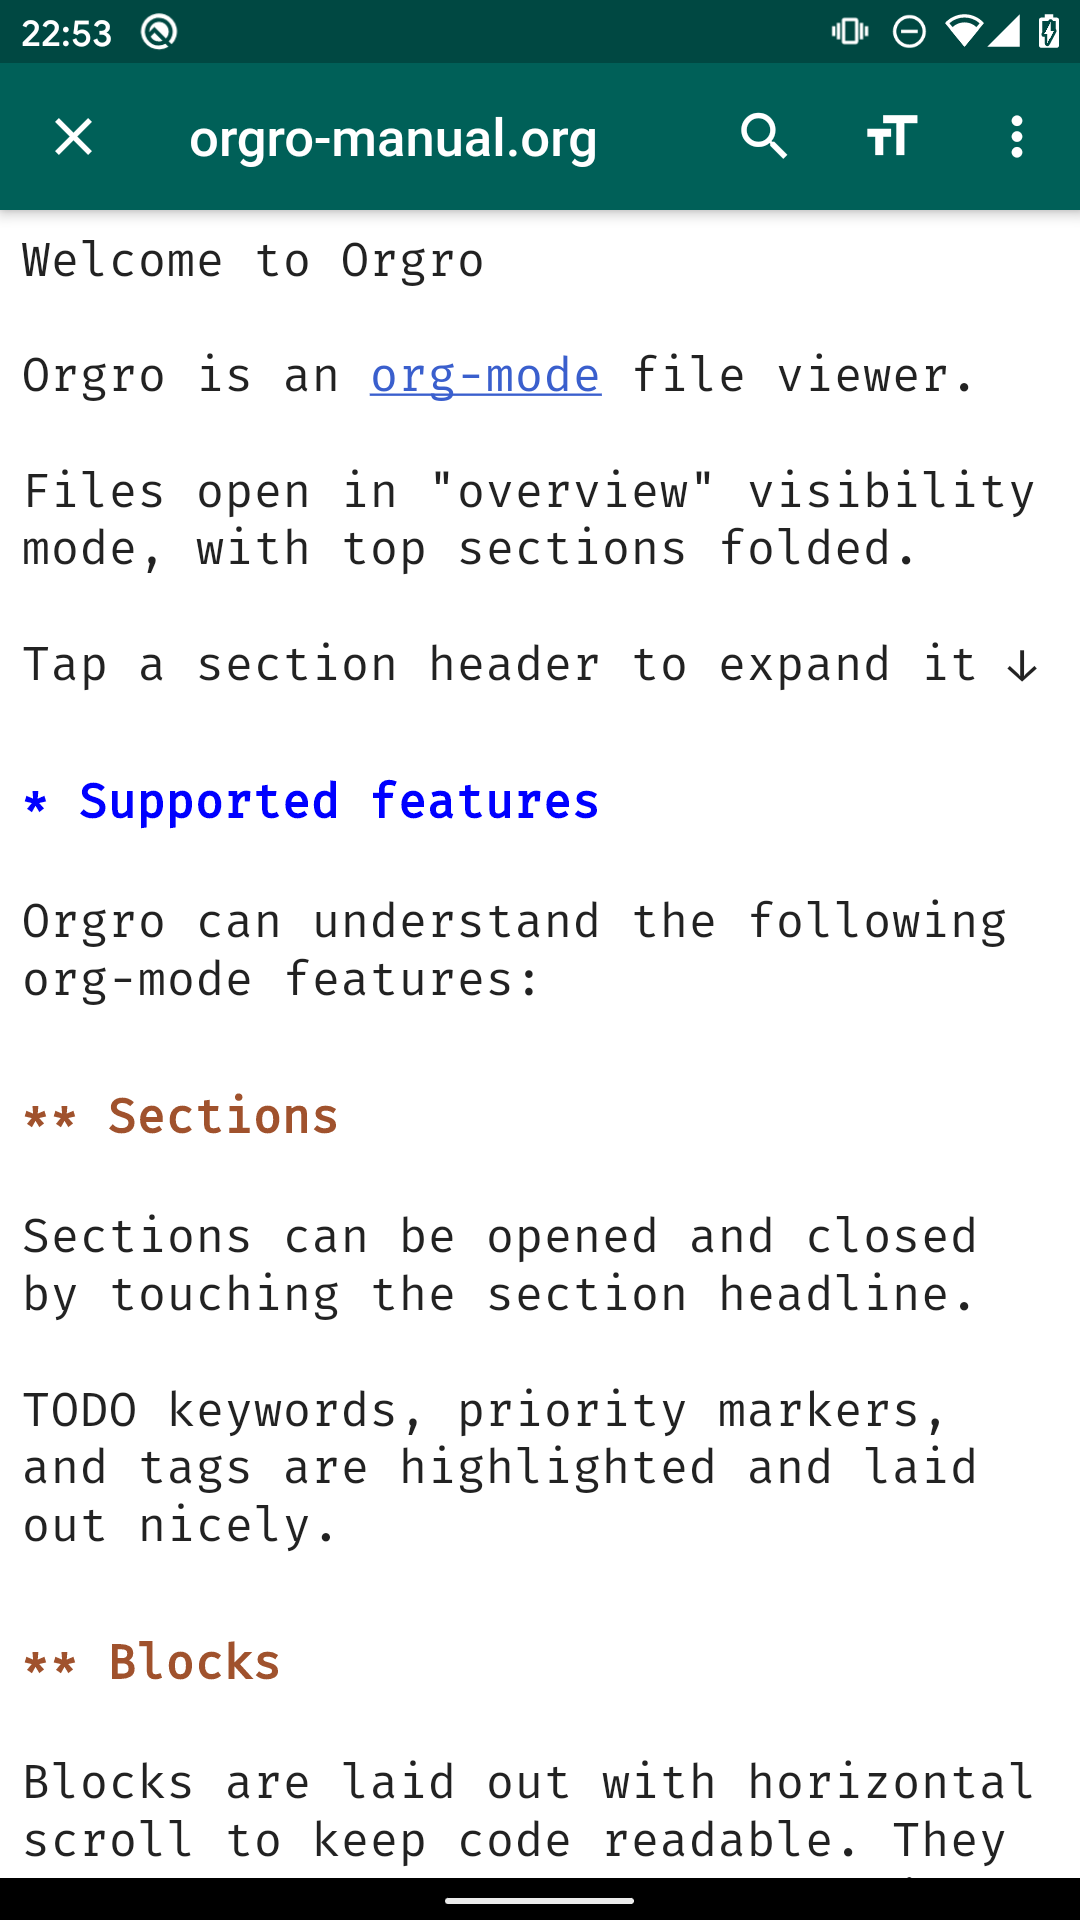 22:53
orgro-manual.org
Welcome to Orgro
Orgro is an org-mode file viewer.
Files open in "overview" visibility
mode, with top sections folded.
Tap a section header to expand it ↓
* Supported features
Orgro can understand the following
org-mode features:
** Sections
Sections can be opened and closed
by touching the section headline.
TODO keywords, priority markers,
and tags are highlighted and laid
out nicely.
** Blocks
Blocks are laid out with horizontal
scroll to keep code readable. They